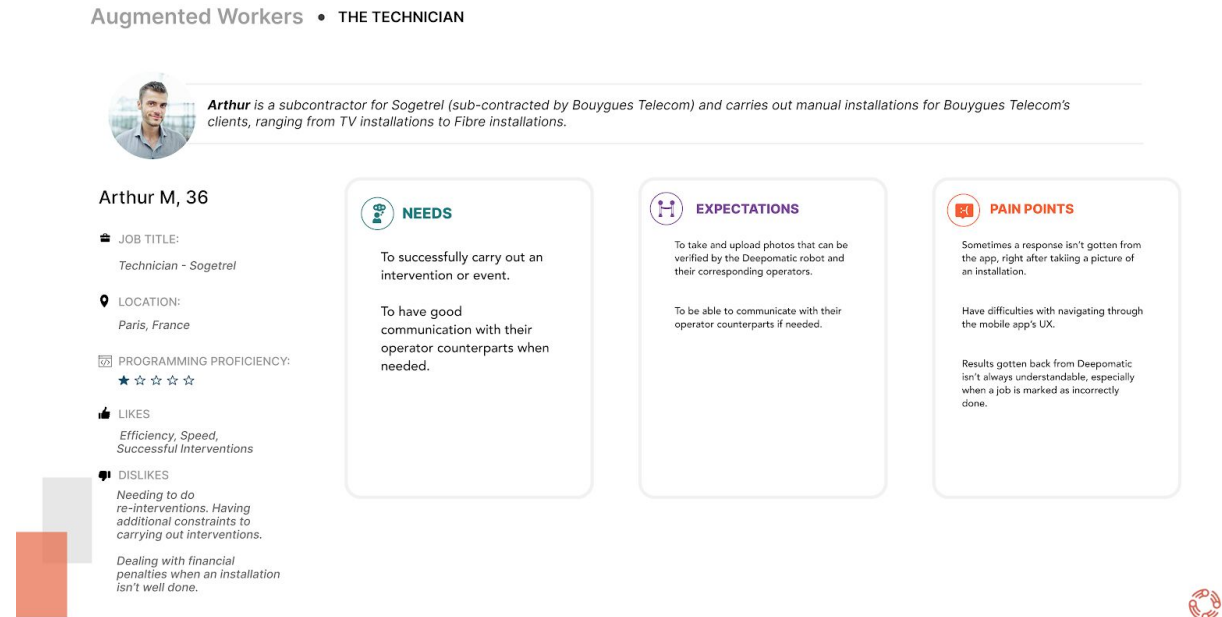 Augmented Workers • THE TECHNICIAN
Arthur is a subcontractor for Sogetrel (sub-contracted by Bouygues Telecom) and carries out manual installations for Bouygues Telecom's
clients, ranging from TV installations to Fibre installations.
Arthur M, 36
JOB TITLE:
Technician - Sogetrel
LOCATION:
Paris, France
PROGRAMMING PROFICIENCY:
LIKES
Efficiency, Speed,
Successful Interventions
DISLIKES
Needing to do
re-interventions. Having
additional constraints to
carrying out interventions.
Dealing with financial
penalties when an installation
isn't well done.
NEEDS
To successfully carry out an
intervention or event.
To have good
communication with their
operator counterparts when
needed.
EXPECTATIONS
To take and upload photos that can be
verified by the Deepomatic robot and
their corresponding operators.
To be able to communicate with their
operator counterparts if needed.
PAIN POINTS
Sometimes a response isn't gotten from
the app, right after takiing a picture of
an installation.
Have difficulties with navigating through
the mobile app's UX.
Results gotten back from Deepomatic
isn't always understandable, especially
when a job is marked as incorrectly
done.